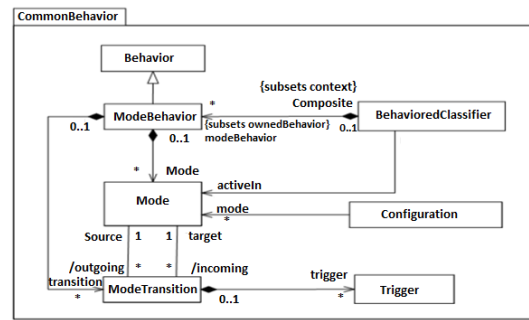 CommonBehavior
Behavior
{subsets context}
Composite
ModeBehavior
*
BehavioredClassifier
0..1
0..1
{subsets ownedBehavior}
0..1
modeBehavior
*
Mode
activeIn
Mode
mode
*
Configuration
Source
1
1
target
/outgoing
*
*
/incoming
transition
*
ModeTransition
0..1
trigger
*
Trigger